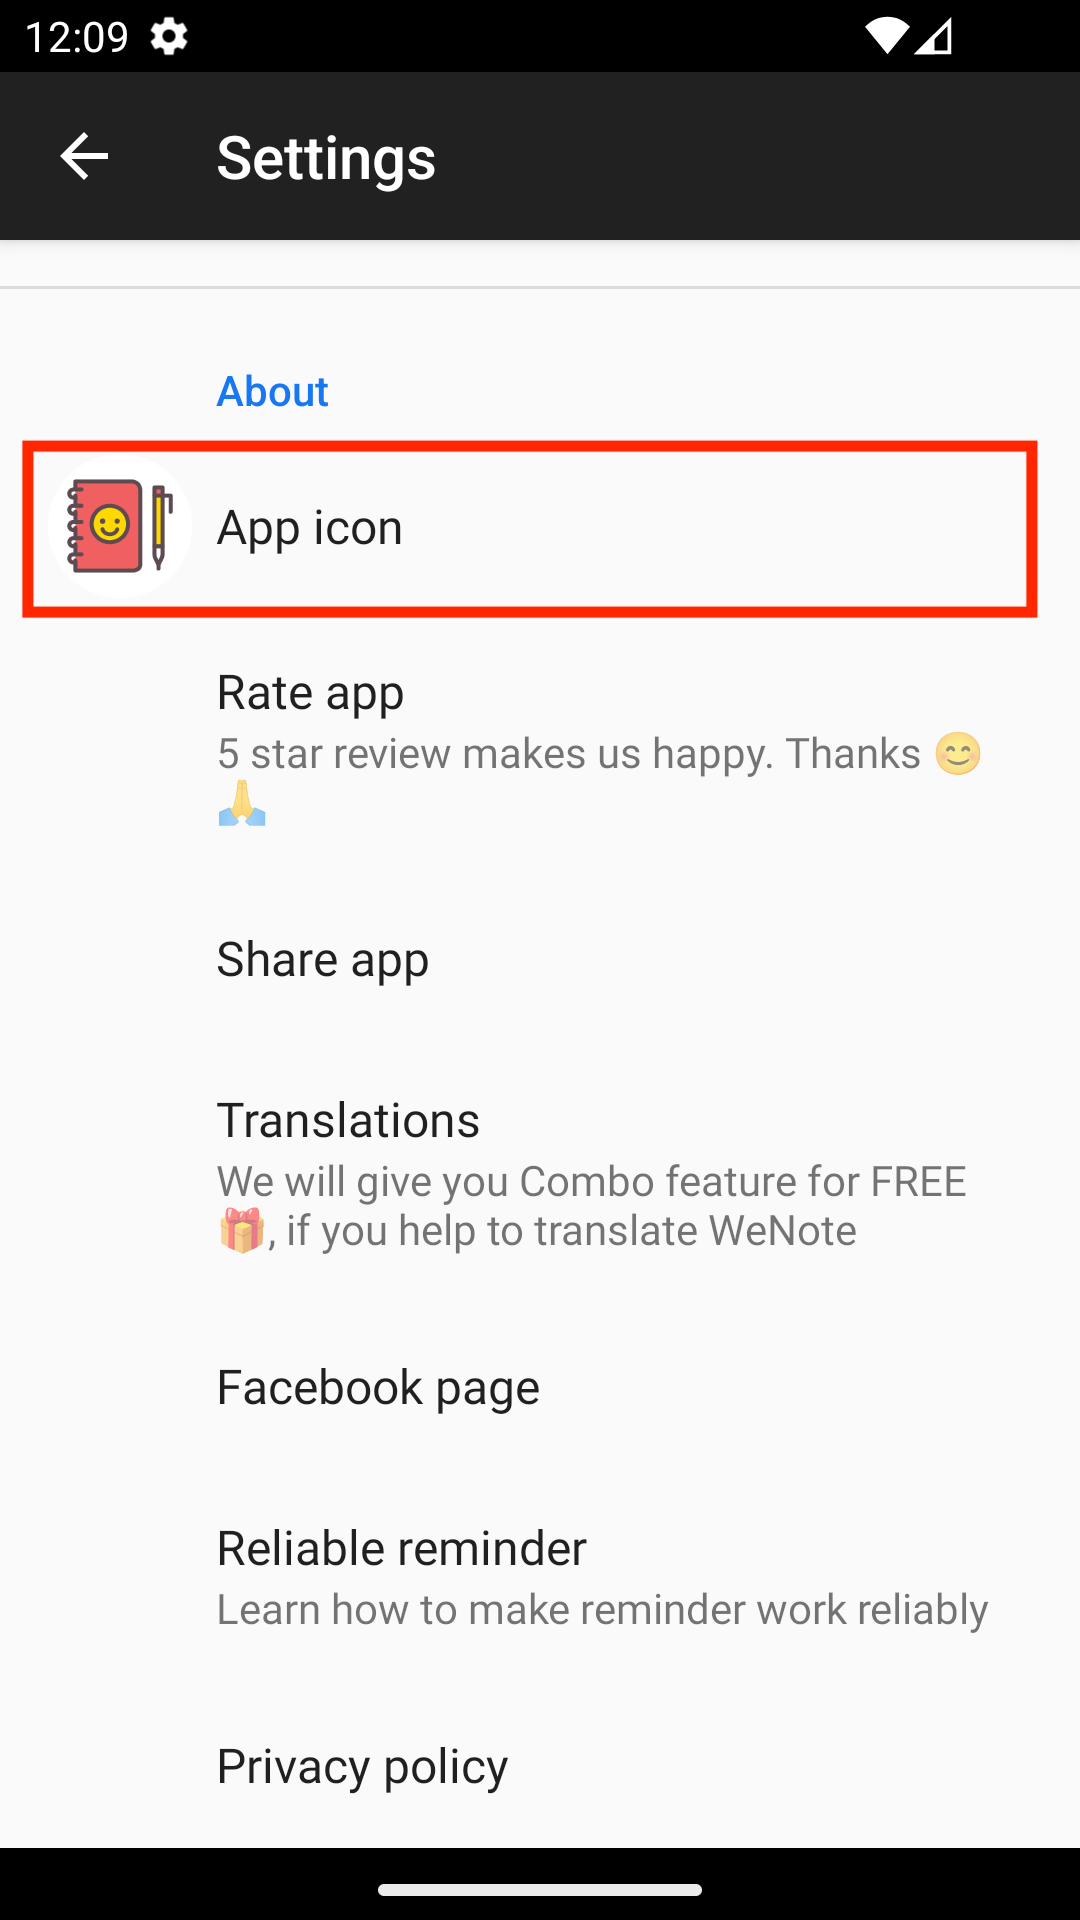 12:09
Settings
About
App icon
Rate app
5 star review makes us happy. Thanks 😊
🙏
Share app
Translations
We will give you Combo feature for FREE
🎁, if you help to translate WeNote
Facebook page
Reliable reminder
Learn how to make reminder work reliably
Privacy policy